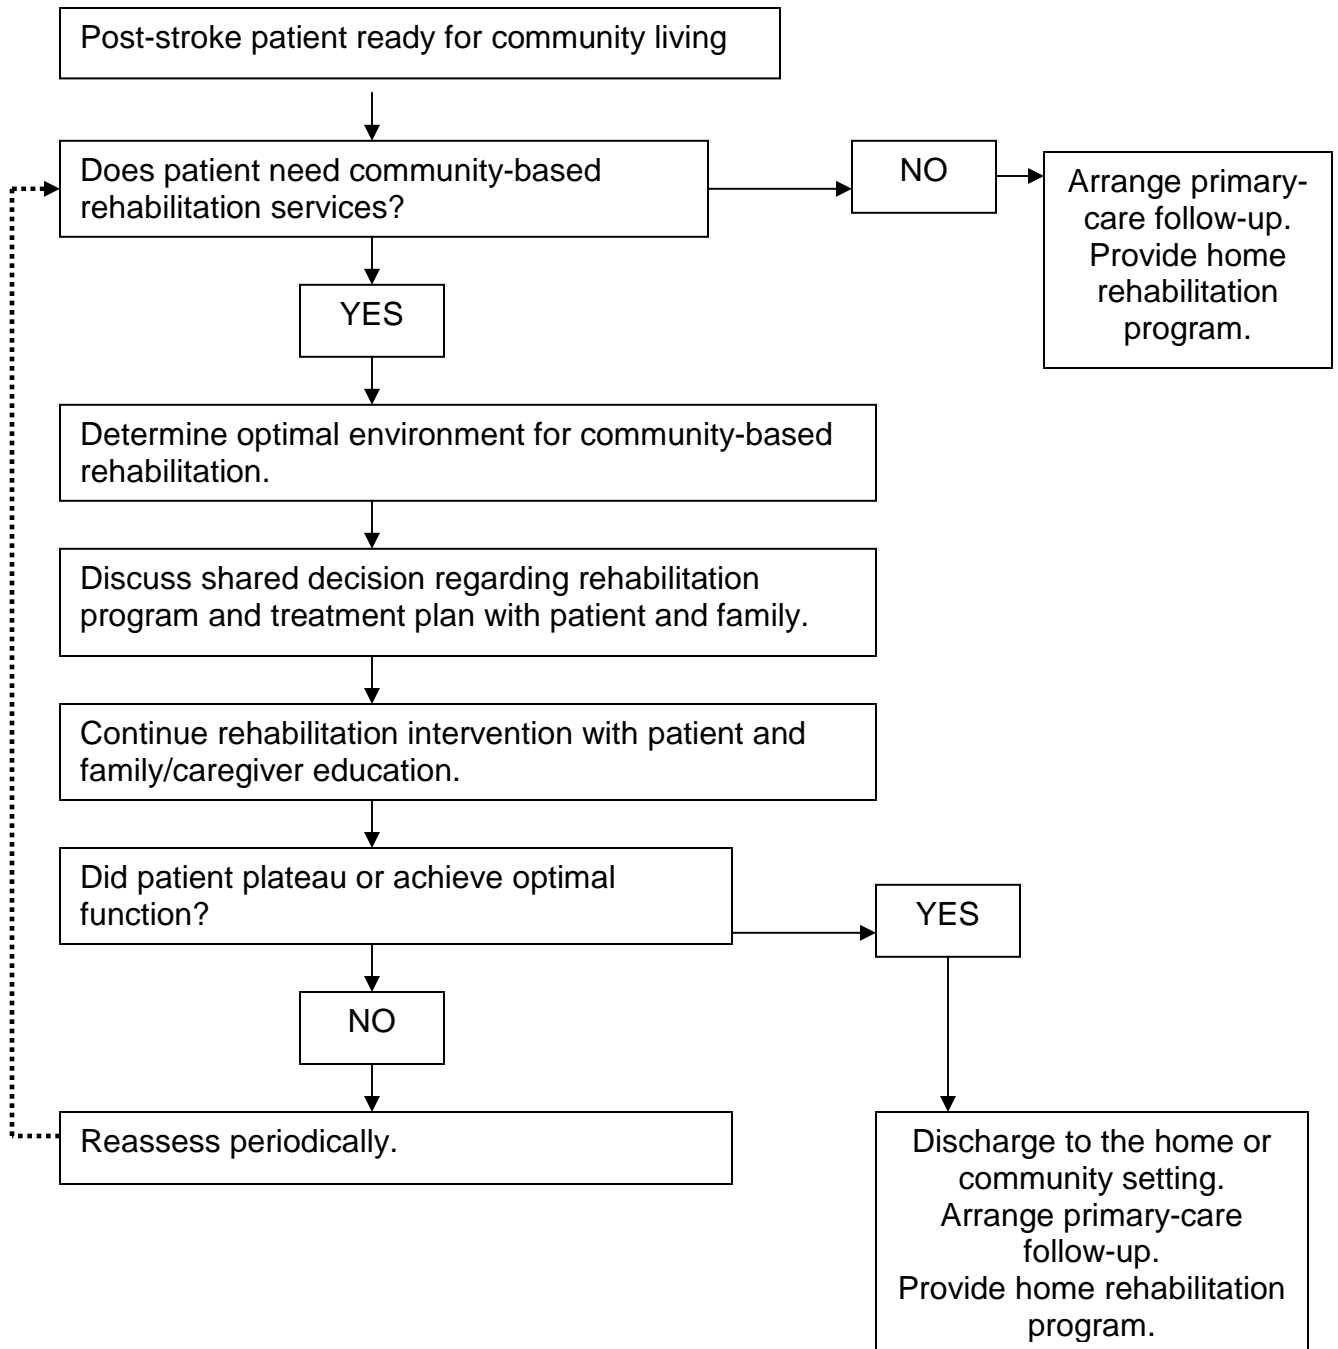 Post-stroke patient ready for community living
Does patient need community-based
rehabilitation services?
NO
Arrange primary-
care follow-up.
Provide home
rehabilitation
program.
YES
Determine optimal environment for community-based
rehabilitation.
Discuss shared decision regarding rehabilitation
program and treatment plan with patient and family.
Continue rehabilitation intervention with patient and
family/caregiver education.
Did patient plateau or achieve optimal
function?
YES
NO
Reassess periodically.
Discharge to the home or
community setting.
Arrange primary-care
follow-up.
Provide home rehabilitation
program.